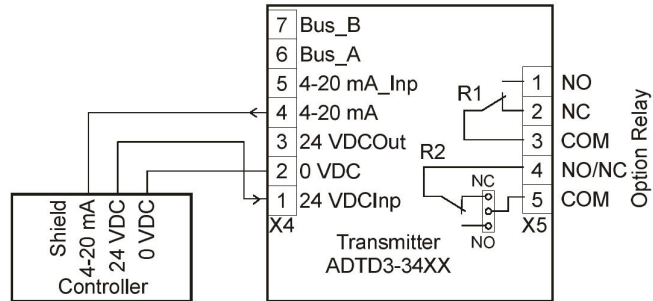 7 Bus_B
6 Bus_A
5 4-20 mA_Inp
4 4-20 mA
3 24 VDCOut
2 0 VDC
1 24 VDCInp
X4
R1
R2
NC
NO
1 NO
2 NC
3 COM
4 NO/NC
5 COM
X5
Option Relay
Transmitter
ADTD3-34XX
Shield
4-20 mA
24 VDC
0 VDC
Controller